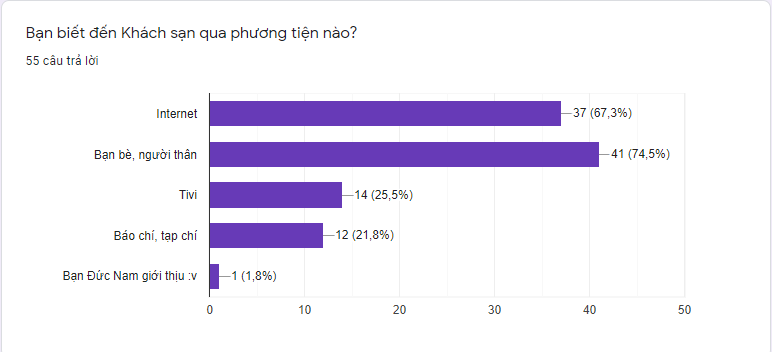 Bạn biết đến Khách sạn qua phương tiện nào?
55 câu trả lời
Internet
37 (67,3%)
Bạn bè, người thân
41 (74,5%)
Tivi
14 (25,5%)
Báo chí, tạp chí
12 (21,8%)
Bạn Đức Nam giới thịu :v
1 (1,8%)
0
10
20
30
40
50